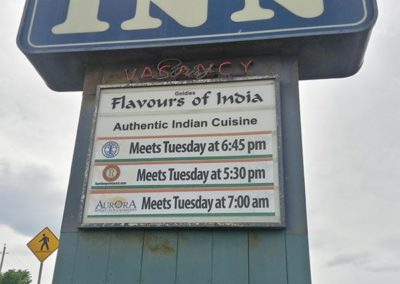 INN
VACANCY
Goldies
Flavours of India
Authentic Indian Cuisine
Meets Tuesday at 6:45 pm
Meets Tuesday at 5:30 pm
AURORA
Meets Tuesday at 7:00 am